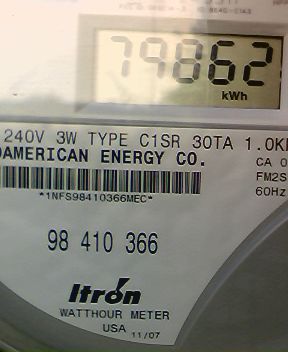 79862
kWh
240V 3W TYPE C1SR 30TA 1.0K
AMERICAN ENERGY CO.
CA 0
FM2S
60Hz
*1NFS98410366MEC*
98 410 366
Itrón
WATTHOUR METER
USA 11/07